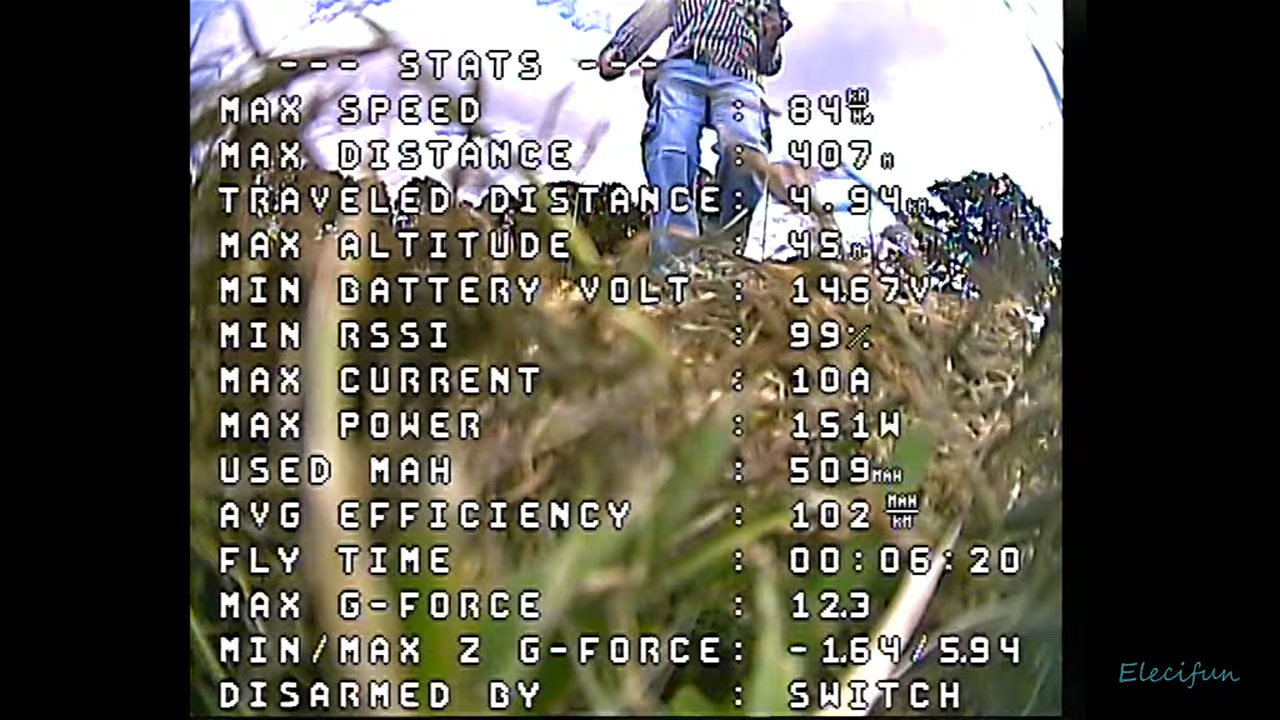 --- STATS ---
MAX SPEED : 84 KM/H
MAX DISTANCE : 407M
TRAVELED DISTANCE: 4.94KM
MAX ALTITUDE : 45M
MIN BATTERY VOLT : 14.67V
MIN RSSI : 99%
MAX CURRENT : 10A
MAX POWER : 151W
USED MAH : 509MAH
AVG EFFICIENCY : 102 MAH/KM
FLY TIME : 00:06:20
MAX G-FORCE : 12.3
MIN/MAX Z G-FORCE: -1.64/5.94
DISARMED BY : SWITCH
Elecifun